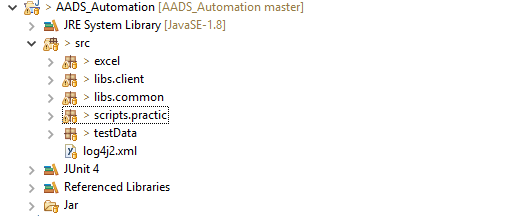 > AADS_Automation [AADS_Automation master]
JRE System Library [JavaSE-1.8]
> src
> excel
> libs.client
> libs.common
> scripts.practic
> testData
log4j2.xml
JUnit 4
Referenced Libraries
> Jar